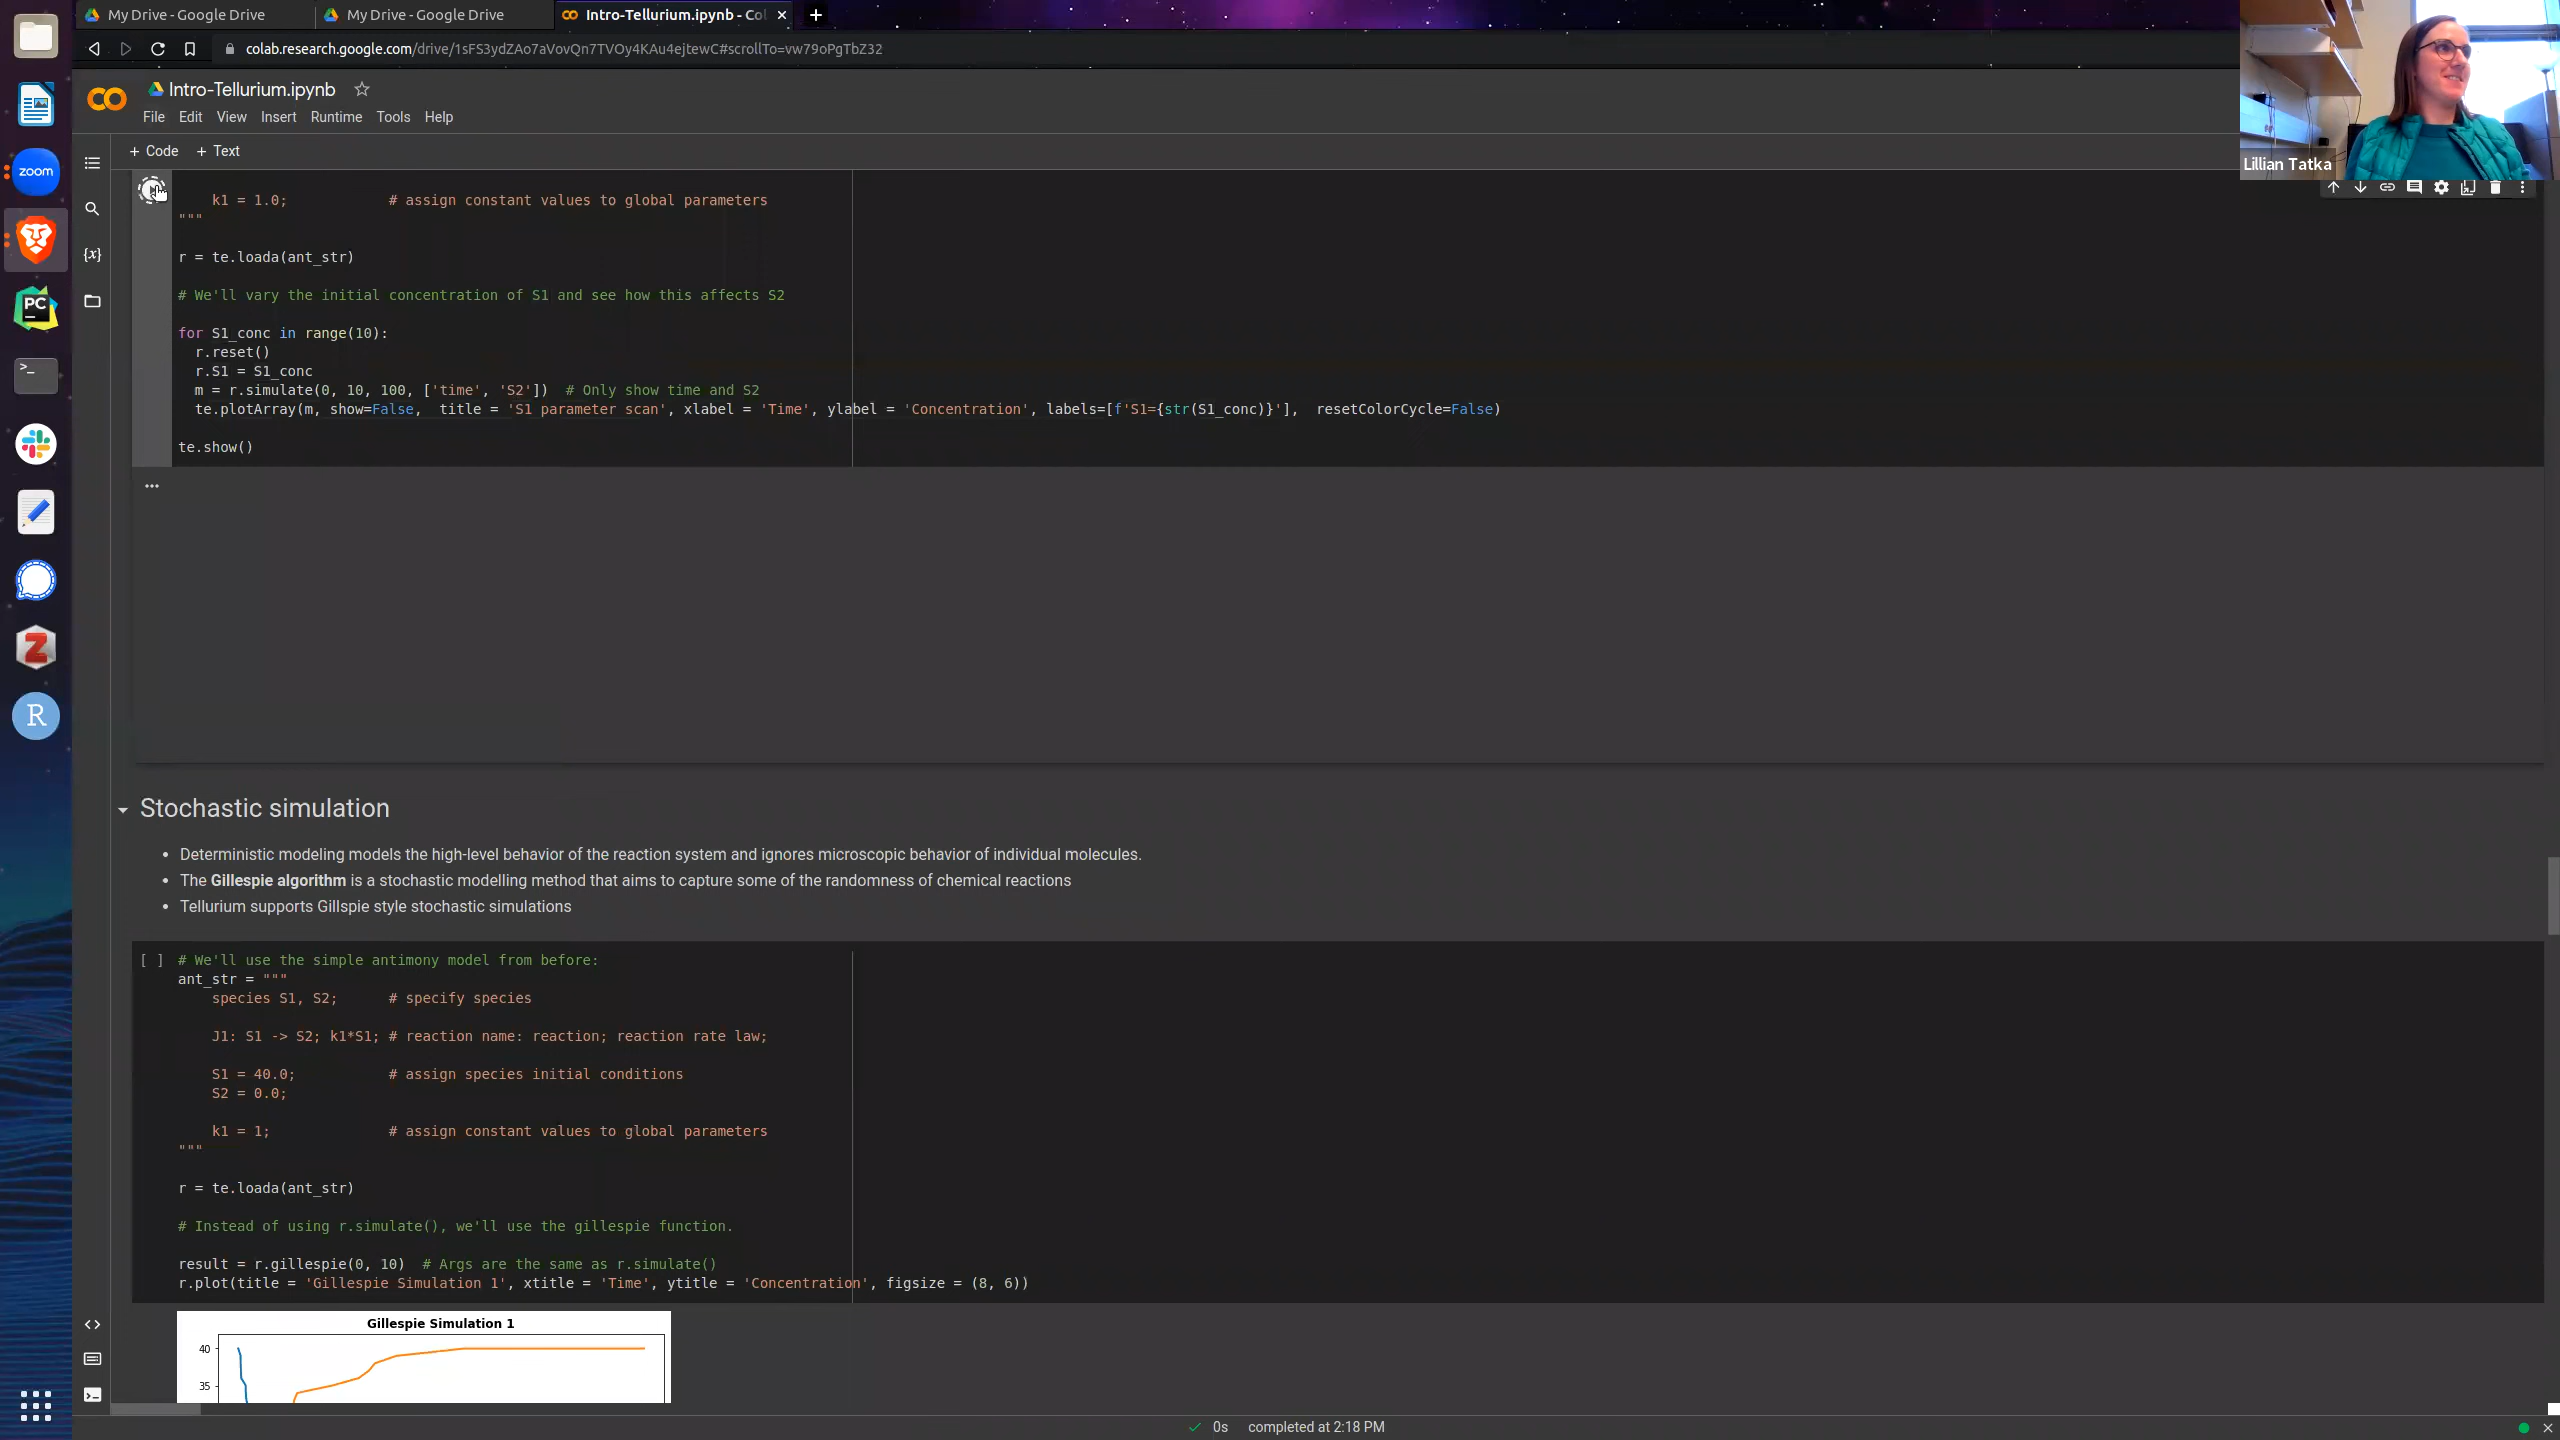 My Drive - Google Drive
My Drive - Google Drive
Intro-Tellurium.ipynb - Co
colab.research.google.com/drive/1sFS3ydZAo7aVovQn7TVOy4KAu4ejtewC#scrollTo=vw79oPgTbZ32
Intro-Tellurium.ipynb
File Edit View Insert Runtime Tools Help
+ Code + Text
Lillian Tatka
zoom
PC
Z
R
{x}
k1 = 1.0; # assign constant values to global parameters
"""
r = te.loada(ant_str)
# We'll vary the initial concentration of S1 and see how this affects S2
for S1_conc in range(10):
r.reset()
r.S1 = S1_conc
m = r.simulate(0, 10, 100, ['time', 'S2']) # Only show time and S2
te.plotArray(m, show=False, title = 'S1 parameter scan', xlabel = 'Time', ylabel = 'Concentration', labels=[f'S1={str(S1_conc)}'], resetColorCycle=False)
te.show()
Stochastic simulation
• Deterministic modeling models the high-level behavior of the reaction system and ignores microscopic behavior of individual molecules.
• The Gillespie algorithm is a stochastic modelling method that aims to capture some of the randomness of chemical reactions
• Tellurium supports Gillspie style stochastic simulations
[ ] # We'll use the simple antimony model from before:
ant_str = """
species S1, S2; # specify species
J1: S1 -> S2; k1*S1; # reaction name: reaction; reaction rate law;
S1 = 40.0; # assign species initial conditions
S2 = 0.0;
k1 = 1; # assign constant values to global parameters
"""
r = te.loada(ant_str)
# Instead of using r.simulate(), we'll use the gillespie function.
result = r.gillespie(0, 10) # Args are the same as r.simulate()
r.plot(title = 'Gillespie Simulation 1', xtitle = 'Time', ytitle = 'Concentration', figsize = (8, 6))
Gillespie Simulation 1
40
35
0s completed at 2:18 PM